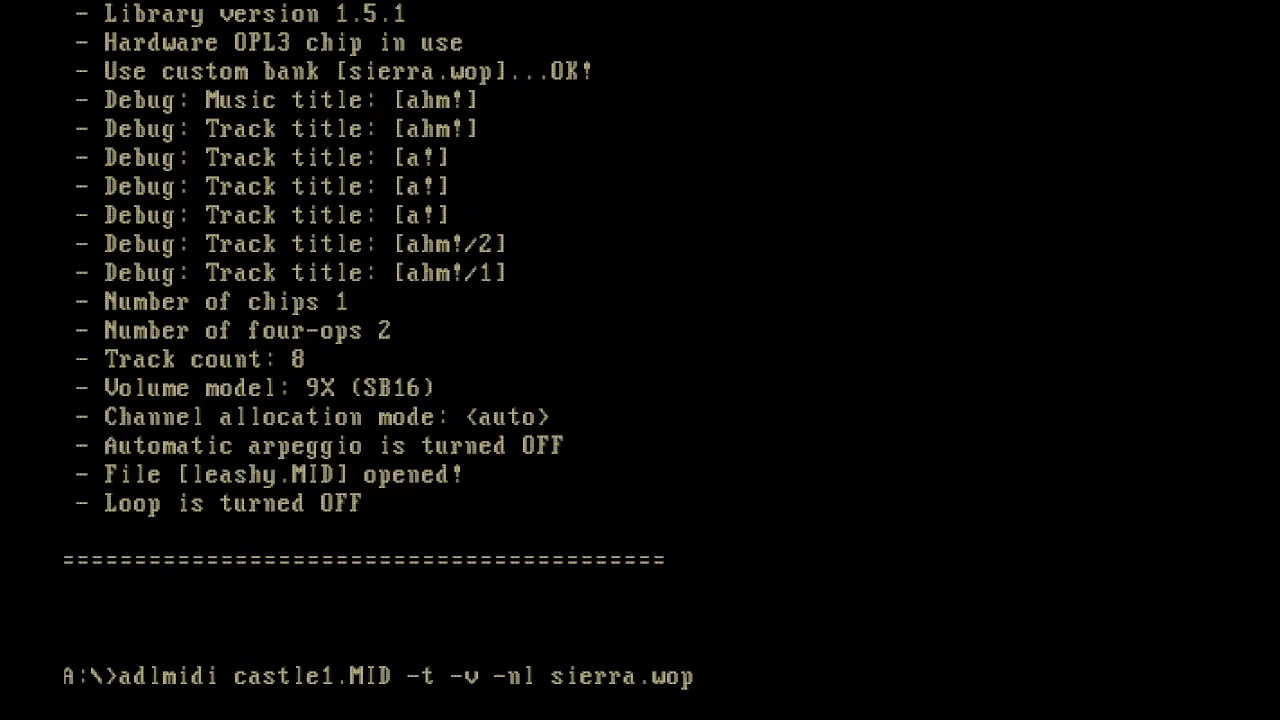 - Library version 1.5.1
- Hardware OPL3 chip in use
- Use custom bank [sierra.wop]...OK!
- Debug: Music title: [ahm!]
- Debug: Track title: [ahm!]
- Debug: Track title: [a!]
- Debug: Track title: [a!]
- Debug: Track title: [a!]
- Debug: Track title: [ahm!/2]
- Debug: Track title: [ahm!/1]
- Number of chips 1
- Number of four-ops 2
- Track count: 8
- Volume model: 9X (SB16)
- Channel allocation mode: <auto>
- Automatic arpeggio is turned OFF
- File [leashy.MID] opened!
- Loop is turned OFF
==========================================
A:\>adlmidi castle1.MID -t -v -nl sierra.wop